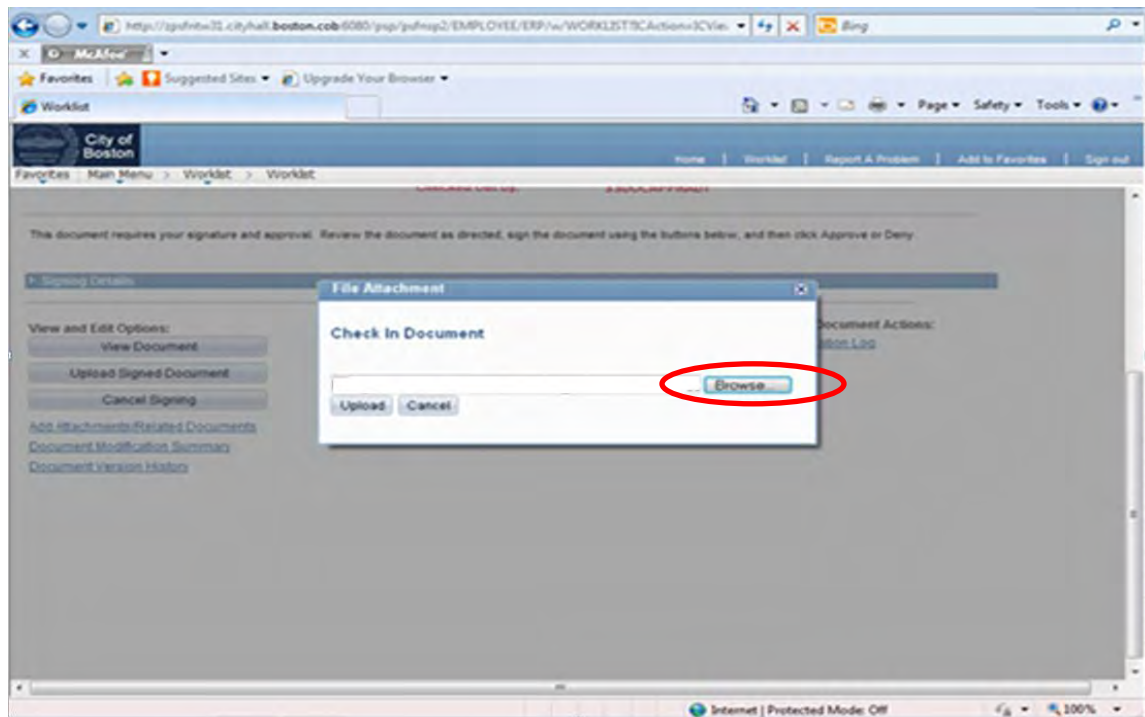 Bing
McAfee
Favorites Suggested Sites Upgrade Your Browser
Worklist Page Safety Tools
City of
Boston
Home | Worklist | Report A Problem | Add to Favorites | Sign out
Favorites Main Menu > Worklist > Worklist
This document requires your signature and approval. Review the document as directed, sign the document using the buttons below, and then click Approve or Deny.
Signing Details
File Attachment
Check In Document
Browse...
Upload Cancel
View and Edit Options:
View Document
Upload Signed Document
Cancel Signing
Add Attachments/Related Documents
Document Modification Summary
Document Version History
Document Actions:
Internet | Protected Mode: Off 100%